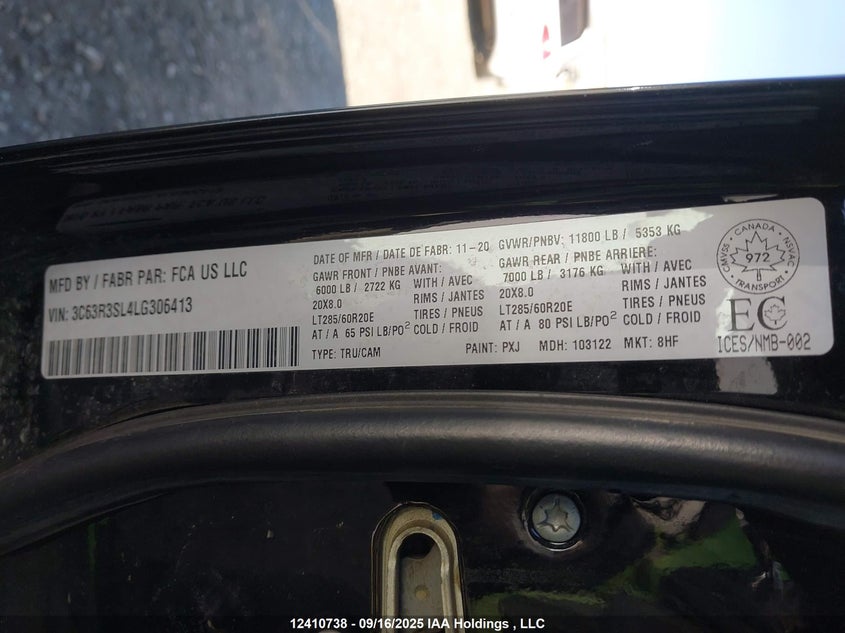 MFD BY / FABR PAR: FCA US LLC
VIN: 3C63R3SL4LG306413
DATE OF MFR / DATE DE FABR: 11-20 GVWR/PNBV: 11800 LB / 5353 KG
GAWR FRONT / PNBE AVANT:
6000 LB / 2722 KG WITH / AVEC
20X8.0 RIMS / JANTES
LT285/60R20E TIRES / PNEUS
AT / A 65 PSI LB/PO² COLD / FROID
GAWR REAR / PNBE ARRIERE:
7000 LB / 3176 KG WITH / AVEC
20X8.0 RIMS / JANTES
LT285/60R20E TIRES / PNEUS
AT / A 80 PSI LB/PO² COLD / FROID
TYPE: TRU/CAM PAINT: PXJ MDH: 103122 MKT: 8HF
CMVSS · CANADA · NSVAC
972
TRANSPORT
EC
ICES/NMB-002
12410738 - 09/16/2025 IAA Holdings , LLC